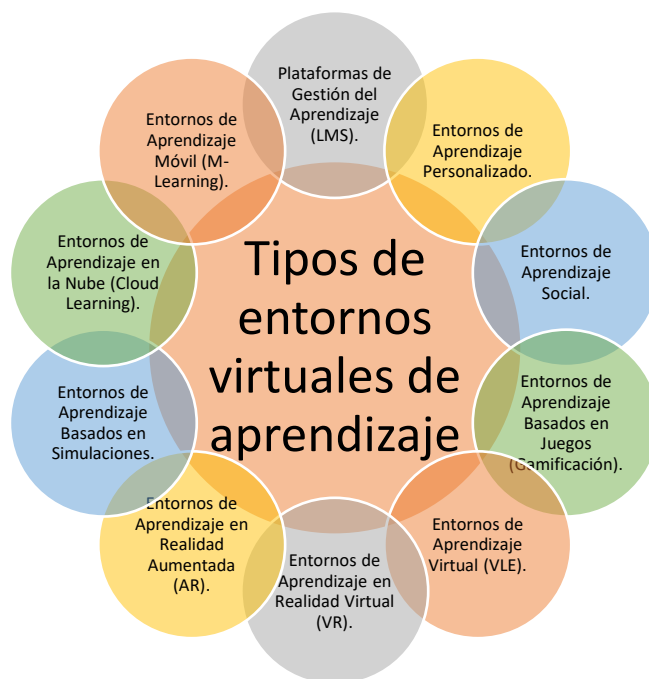 Plataformas de
Gestión del
Aprendizaje
(LMS).
Entornos de
Aprendizaje
Personalizado.
Entornos de
Aprendizaje
Social.
Entornos de
Aprendizaje
Basados en
Juegos
(Gamificación).
Entornos de
Aprendizaje
Virtual (VLE).
Entornos de
Aprendizaje en
Realidad Virtual
(VR).
Entornos de
Aprendizaje en
Realidad
Aumentada
(AR).
Entornos de
Aprendizaje
Basados en
Simulaciones.
Entornos de
Aprendizaje en
la Nube (Cloud
Learning).
Entornos de
Aprendizaje
Móvil (M-
Learning).
Tipos de
entornos
virtuales de
aprendizaje